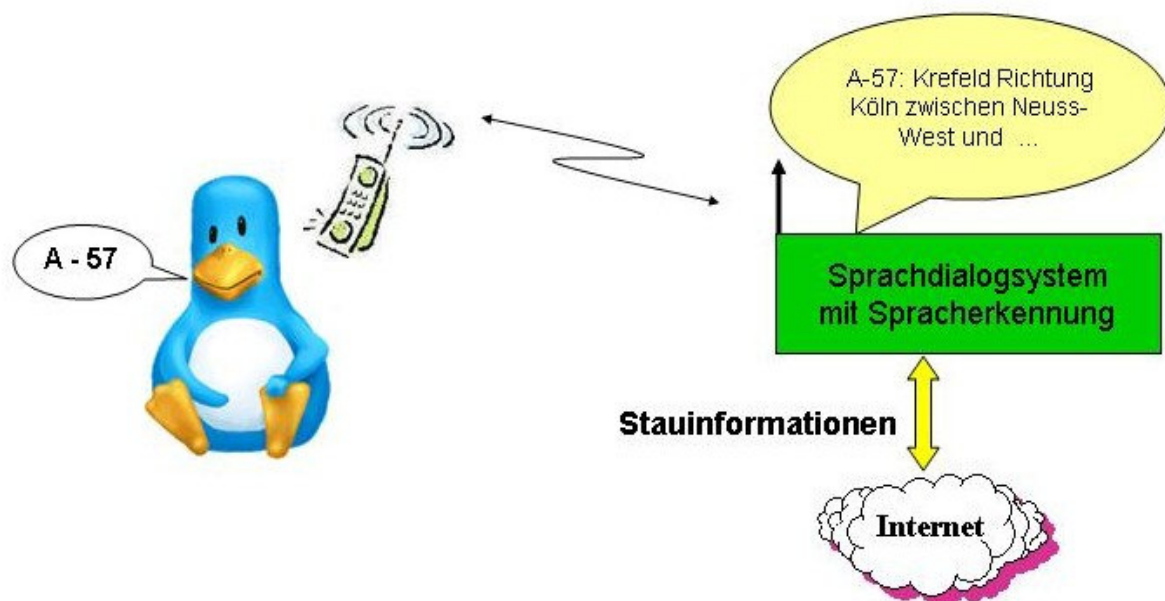 A-57: Krefeld Richtung
Köln zwischen Neuss-
West und ...
A - 57
Sprachdialogsystem
mit Spracherkennung
Stauinformationen
Internet